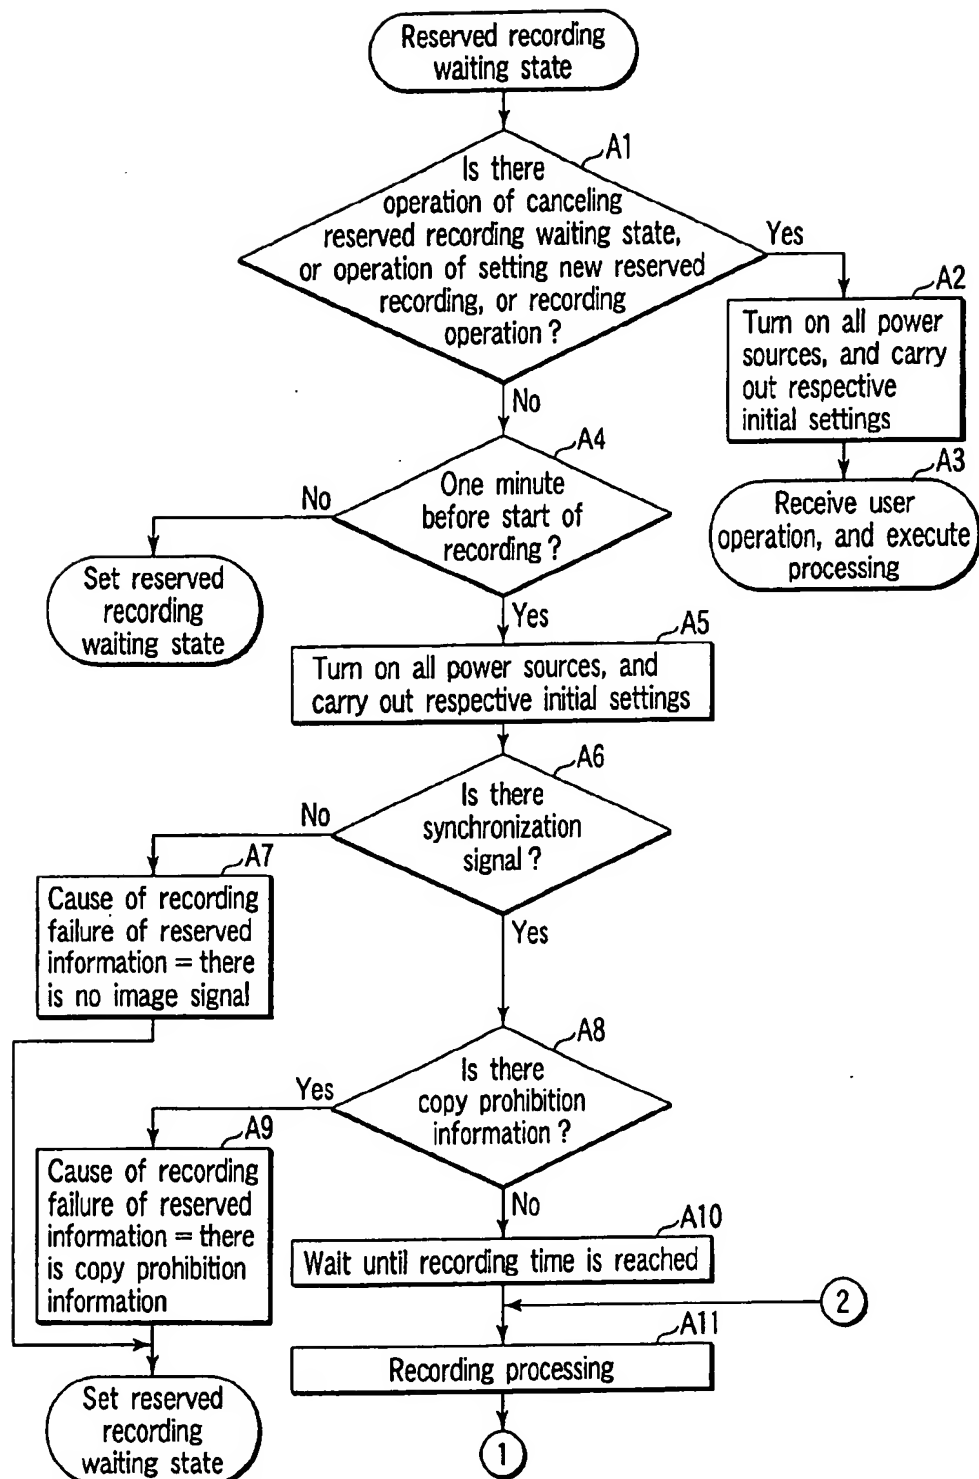 Reserved recording
waiting state
A1
Is there
operation of canceling
reserved recording waiting state,
or operation of setting new reserved
recording, or recording
operation ?
Yes
A2
Turn on all power
sources, and carry
out respective
initial settings
No
A3
Receive user
operation, and execute
processing
A4
One minute
before start of
recording ?
No
Set reserved
recording
waiting state
Yes
A5
Turn on all power sources, and
carry out respective initial settings
A6
Is there
synchronization
signal ?
No
A7
Cause of recording
failure of reserved
information = there
is no image signal
Yes
A8
Is there
copy prohibition
information ?
Yes
A9
Cause of recording
failure of reserved
information = there
is copy prohibition
information
No
A10
Wait until recording time is reached
2
A11
Recording processing
Set reserved
recording
waiting state
1